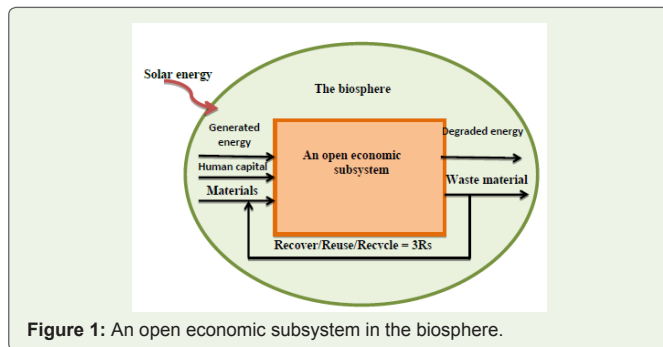 Solar energy
The biosphere
Generated
energy
Human capital
Materials
An open economic
subsystem
Degraded energy
Waste material
Recover/Reuse/Recycle = 3Rs
Figure 1: An open economic subsystem in the biosphere.